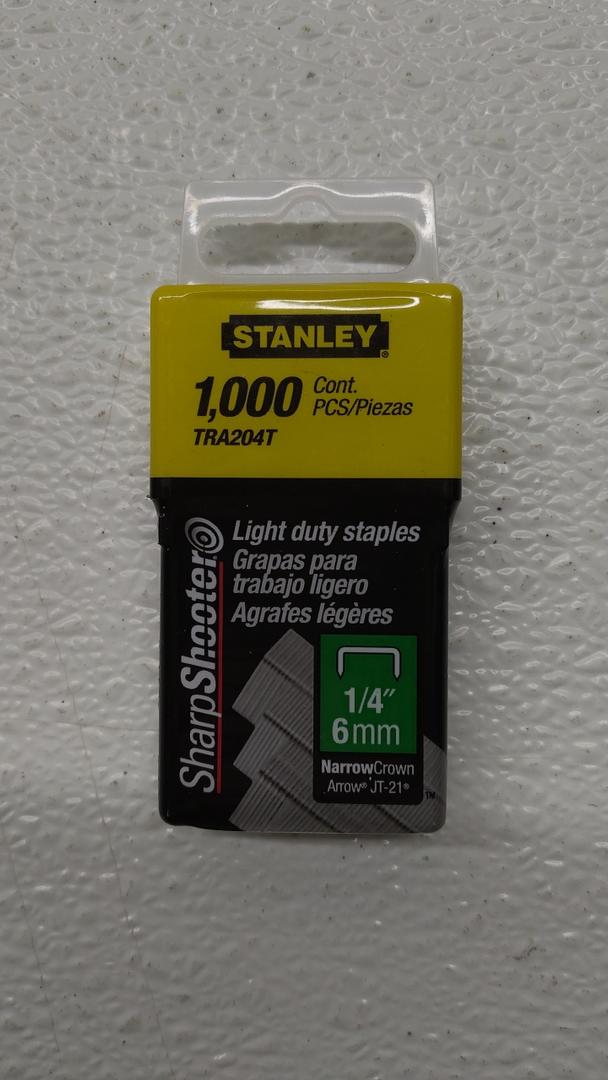 STANLEY®
1,000 Cont.
PCS/Piezas
TRA204T
SharpShooter®
Light duty staples
Grapas para
trabajo ligero
Agrafes légères
1/4″
6mm
NarrowCrown
Arrow® JT-21®
™